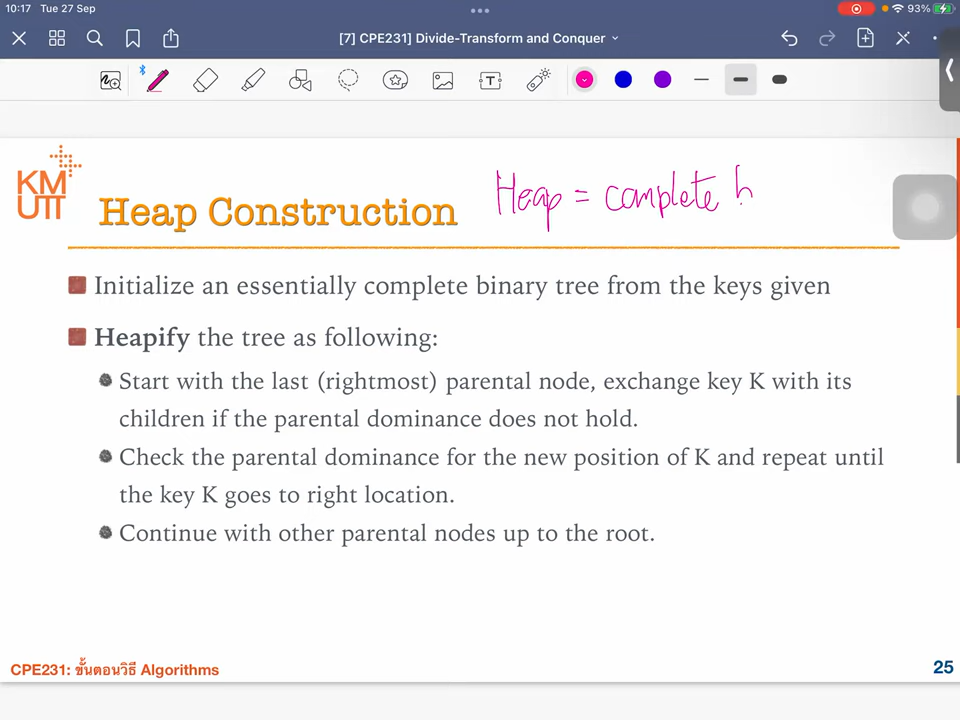 10:17 Tue 27 Sep 93%
[7] CPE231] Divide-Transform and Conquer
KM
UTT
Heap Construction
Heap = complete b
Initialize an essentially complete binary tree from the keys given
Heapify the tree as following:
Start with the last (rightmost) parental node, exchange key K with its
children if the parental dominance does not hold.
Check the parental dominance for the new position of K and repeat until
the key K goes to right location.
Continue with other parental nodes up to the root.
CPE231: ขั้นตอนวิธี Algorithms
25